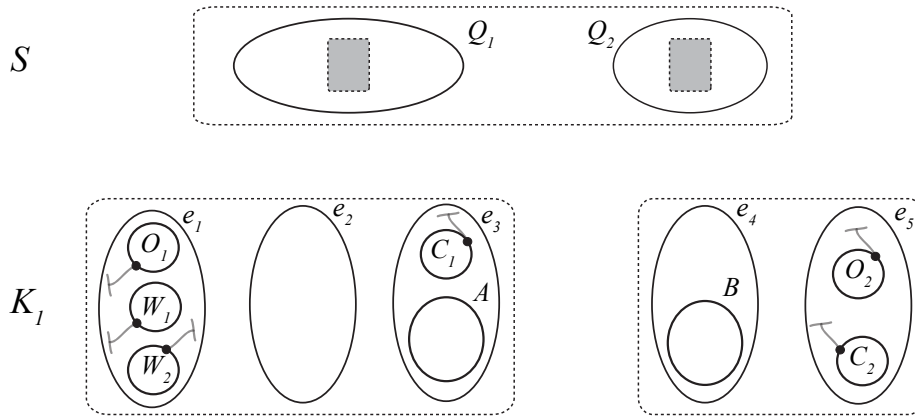 S Q₁ Q₂
K₁ e₁ e₂ e₃ e₄ e₅
O₁ C₁ O₂
W₁ A B
W₂ C₂